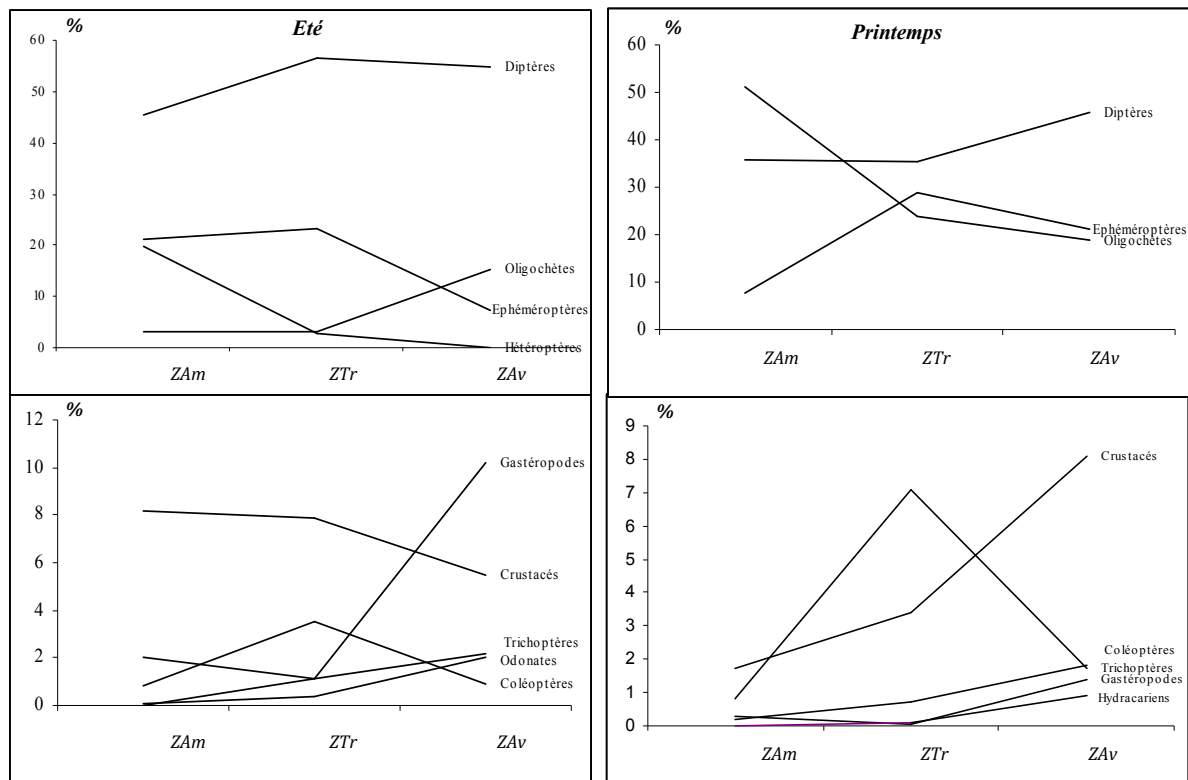 % Eté
60
50
40
30
20
10
0
Diptères
Oligochètes
Ephéméroptères
Hétéroptères
ZAm ZTr ZAv
% Printemps
60
50
40
30
20
10
0
Diptères
Ephéméroptères
Oligochètes
ZAm ZTr ZAv
%
12
10
8
6
4
2
0
Gastéropodes
Crustacés
Trichoptères
Odonates
Coléoptères
ZAm ZTr ZAv
%
9
8
7
6
5
4
3
2
1
0
Crustacés
Coléoptères
Trichoptères
Gastéropodes
Hydracariens
ZAm ZTr ZAv